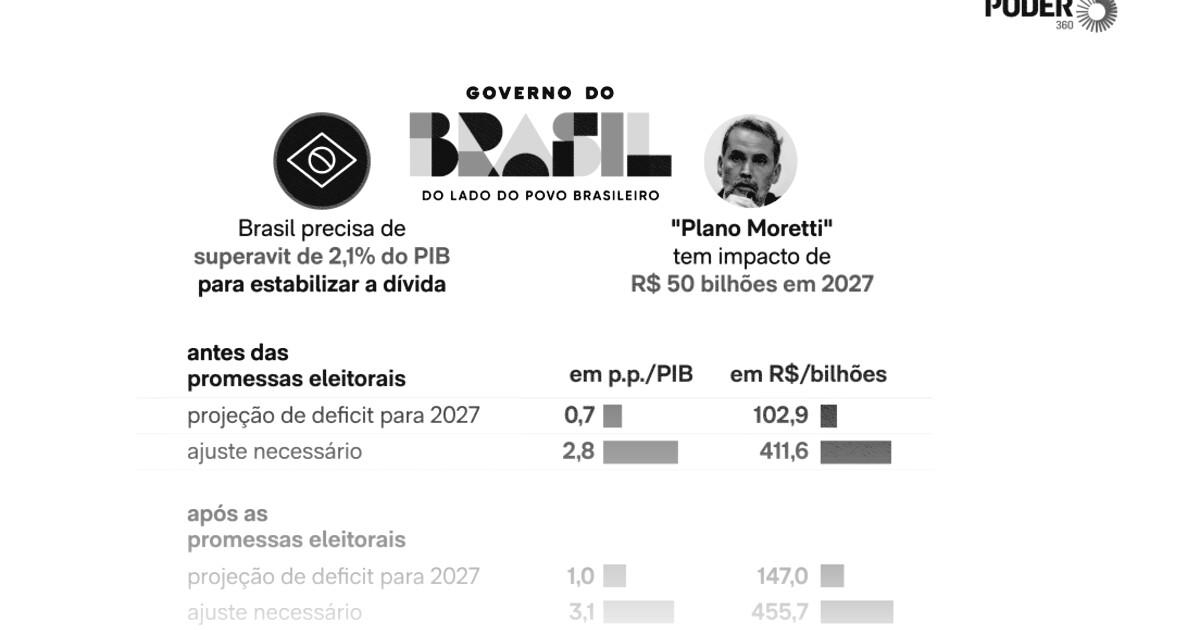 PODER
360
GOVERNO DO
BRASIL
DO LADO DO POVO BRASILEIRO
Brasil precisa de
superavit de 2,1% do PIB
para estabilizar a dívida
"Plano Moretti"
tem impacto de
R$ 50 bilhões em 2027
antes das
promessas eleitorais
em p.p./PIB em R$/bilhões
projeção de deficit para 2027 0,7 102,9
ajuste necessário 2,8 411,6
após as
promessas eleitorais
projeção de deficit para 2027 1,0 147,0
ajuste necessário 3,1 455,7